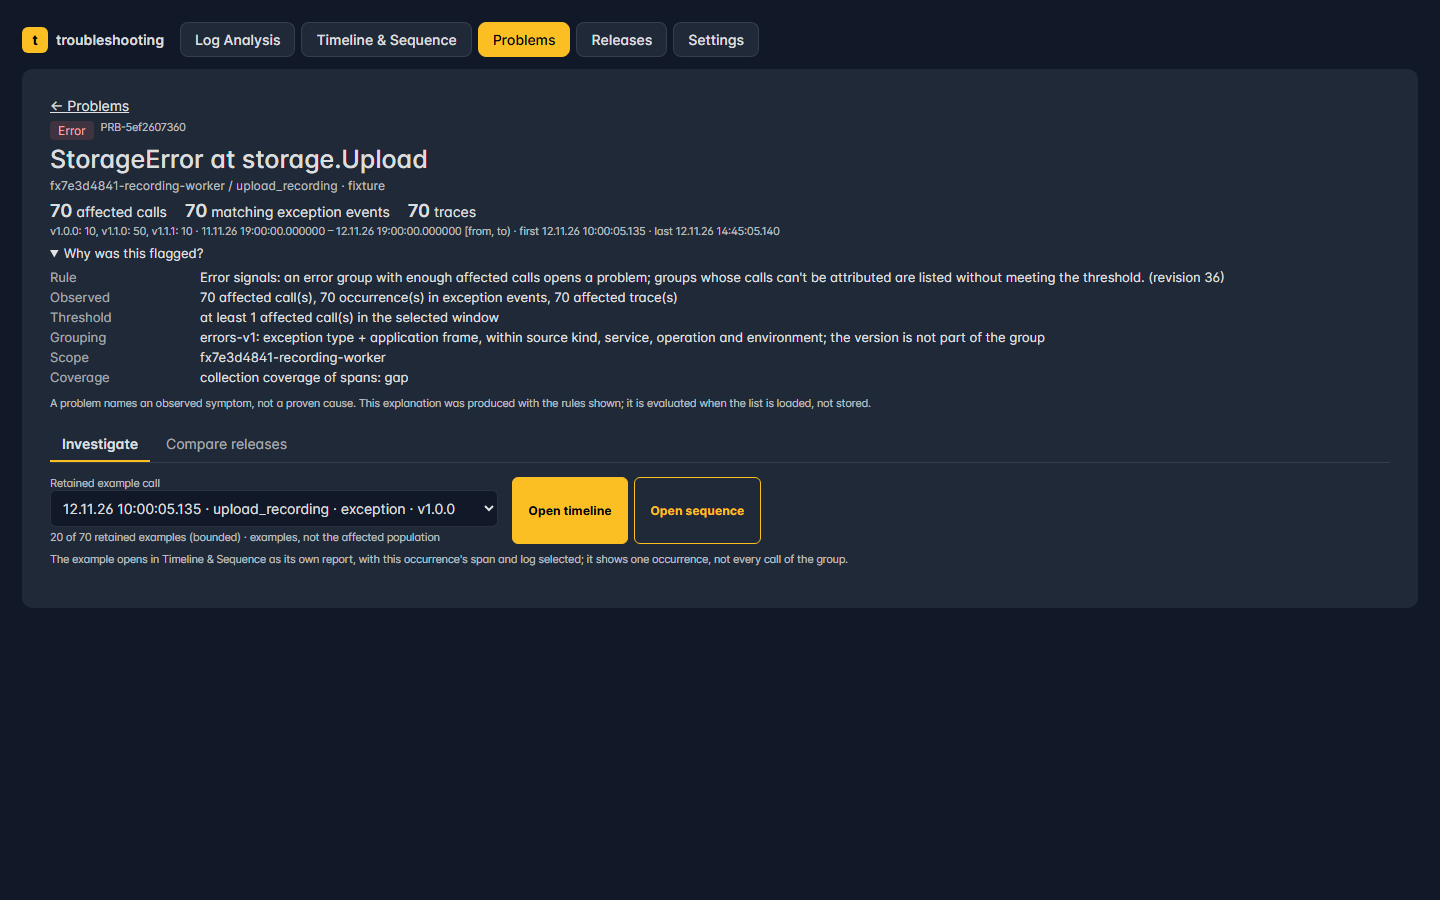 t troubleshooting Log Analysis Timeline & Sequence Problems Releases Settings
← Problems
Error PRB-5ef2607360
StorageError at storage.Upload
fx7e3d4841-recording-worker / upload_recording · fixture
70 affected calls 70 matching exception events 70 traces
v1.0.0: 10, v1.1.0: 50, v1.1.1: 10 · 11.11.26 19:00:00.000000 – 12.11.26 19:00:00.000000 [from, to) · first 12.11.26 10:00:05.135 · last 12.11.26 14:45:05.140
▼ Why was this flagged?
Rule Error signals: an error group with enough affected calls opens a problem; groups whose calls can't be attributed are listed without meeting the threshold. (revision 36)
Observed 70 affected call(s), 70 occurrence(s) in exception events, 70 affected trace(s)
Threshold at least 1 affected call(s) in the selected window
Grouping errors-v1: exception type + application frame, within source kind, service, operation and environment; the version is not part of the group
Scope fx7e3d4841-recording-worker
Coverage collection coverage of spans: gap
A problem names an observed symptom, not a proven cause. This explanation was produced with the rules shown; it is evaluated when the list is loaded, not stored.
Investigate Compare releases
Retained example call
12.11.26 10:00:05.135 · upload_recording · exception · v1.0.0 Open timeline Open sequence
20 of 70 retained examples (bounded) · examples, not the affected population
The example opens in Timeline & Sequence as its own report, with this occurrence's span and log selected; it shows one occurrence, not every call of the group.